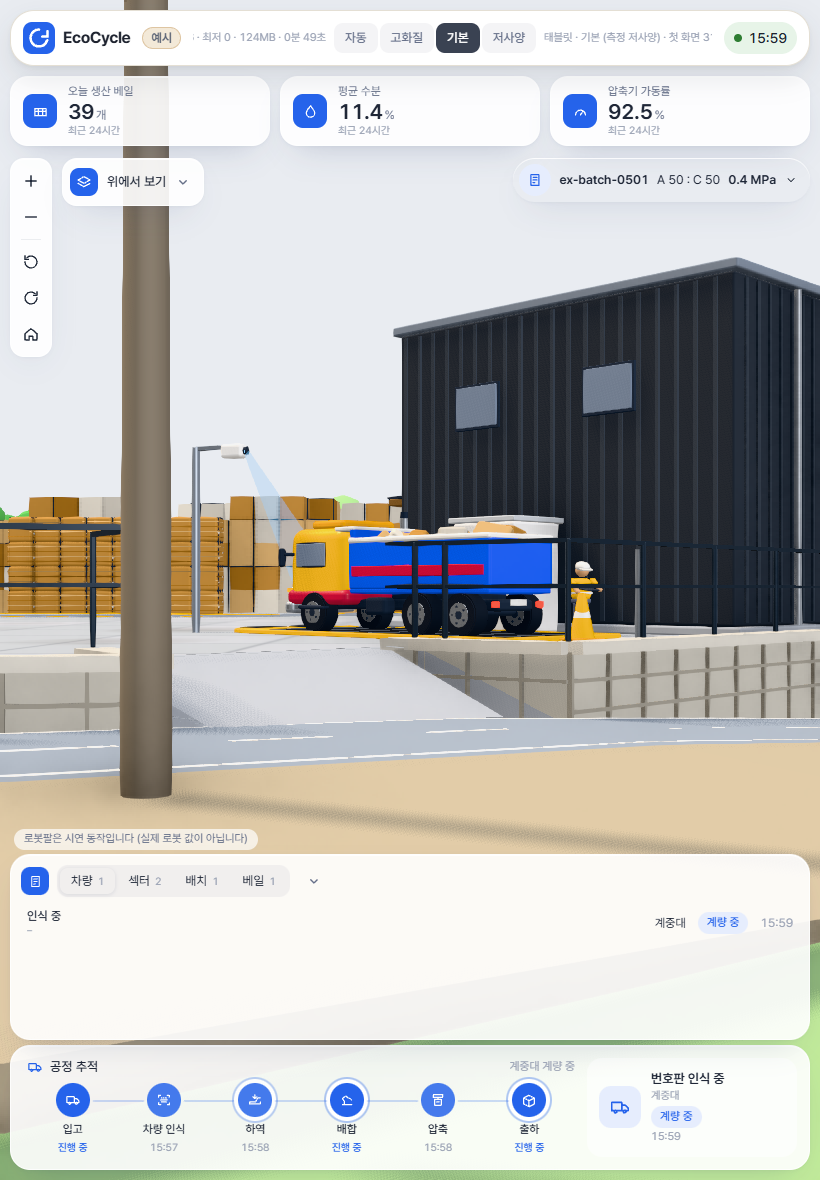 EcoCycle
예시
· 최저 0 · 124MB · 0분 49초
자동
고화질
기본
저사양
태블릿 · 기본 (측정 저사양) · 첫 화면
15:59
오늘 생산 베일
39개
최근 24시간
평균 수분
11.4%
최근 24시간
압축기 가동률
92.5%
최근 24시간
위에서 보기
ex-batch-0501 A 50 : C 50 0.4 MPa
로봇팔은 시연 동작입니다 (실제 로봇 값이 아닙니다)
차량 1
섹터 2
배치 1
베일 1
인식 중
–
계중대 계량 중 15:59
공정 추적
계중대 계량 중
입고
진행 중
차량 인식
15:57
하역
15:58
배합
진행 중
압축
15:58
출하
진행 중
번호판 인식 중
계중대
계량 중
15:59